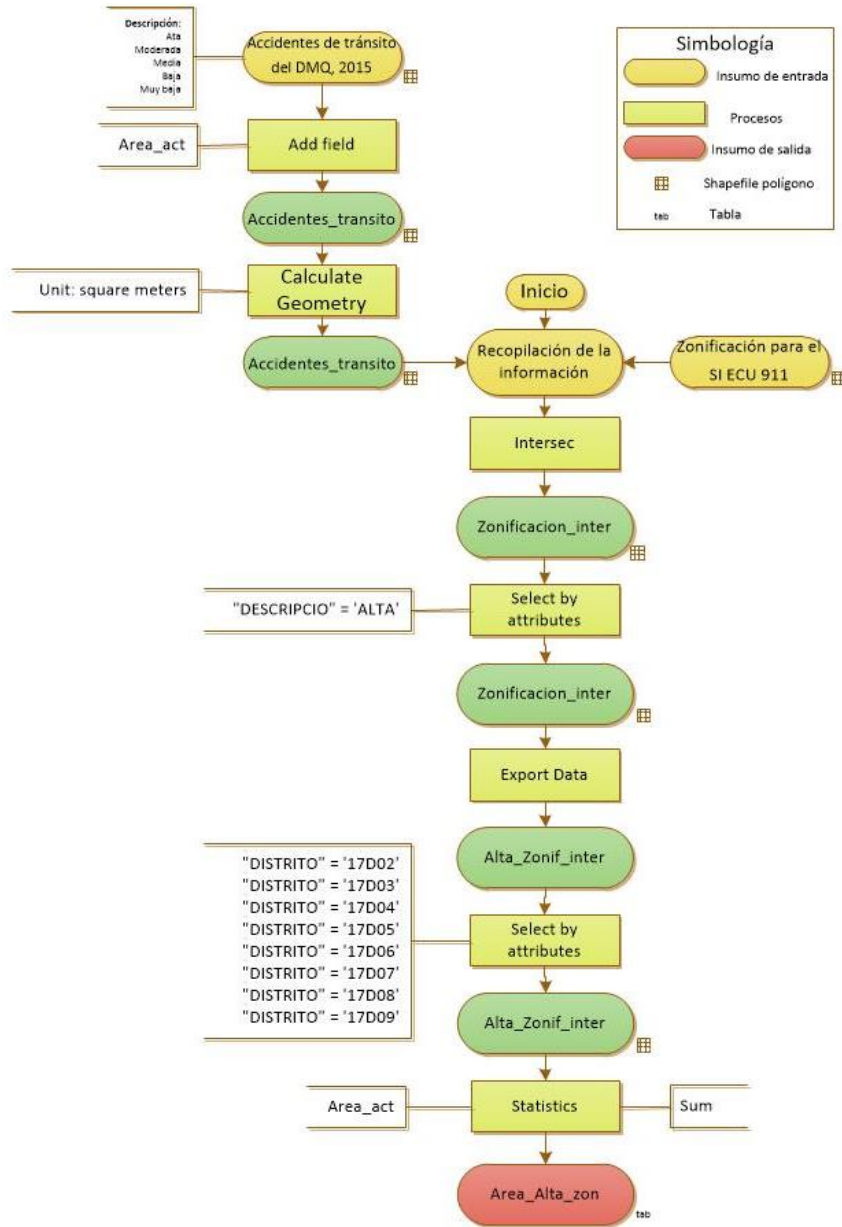 Descripción:
Ata
Moderada
Media
Baja
Muy baja
Accidentes de tránsito
del DMQ, 2015
Simbología
Insumo de entrada
Procesos
Insumo de salida
Shapefile polígono
tab
Tabla
Area_act
Add field
Accidentes_transito
Unit: square meters
Calculate
Geometry
Accidentes_transito
Inicio
Recopilación de la
información
Zonificación para el
SI ECU 911
Intersec
Zonificacion_inter
"DESCRIPCIO" = 'ALTA'
Select by
attributes
Zonificacion_inter
Export Data
Alta_Zonif_inter
"DISTRITO" = '17D02'
"DISTRITO" = '17D03'
"DISTRITO" = '17D04'
"DISTRITO" = '17D05'
"DISTRITO" = '17D06'
"DISTRITO" = '17D07'
"DISTRITO" = '17D08'
"DISTRITO" = '17D09'
Select by
attributes
Alta_Zonif_inter
Area_act
Statistics
Sum
Area_Alta_zon
tab